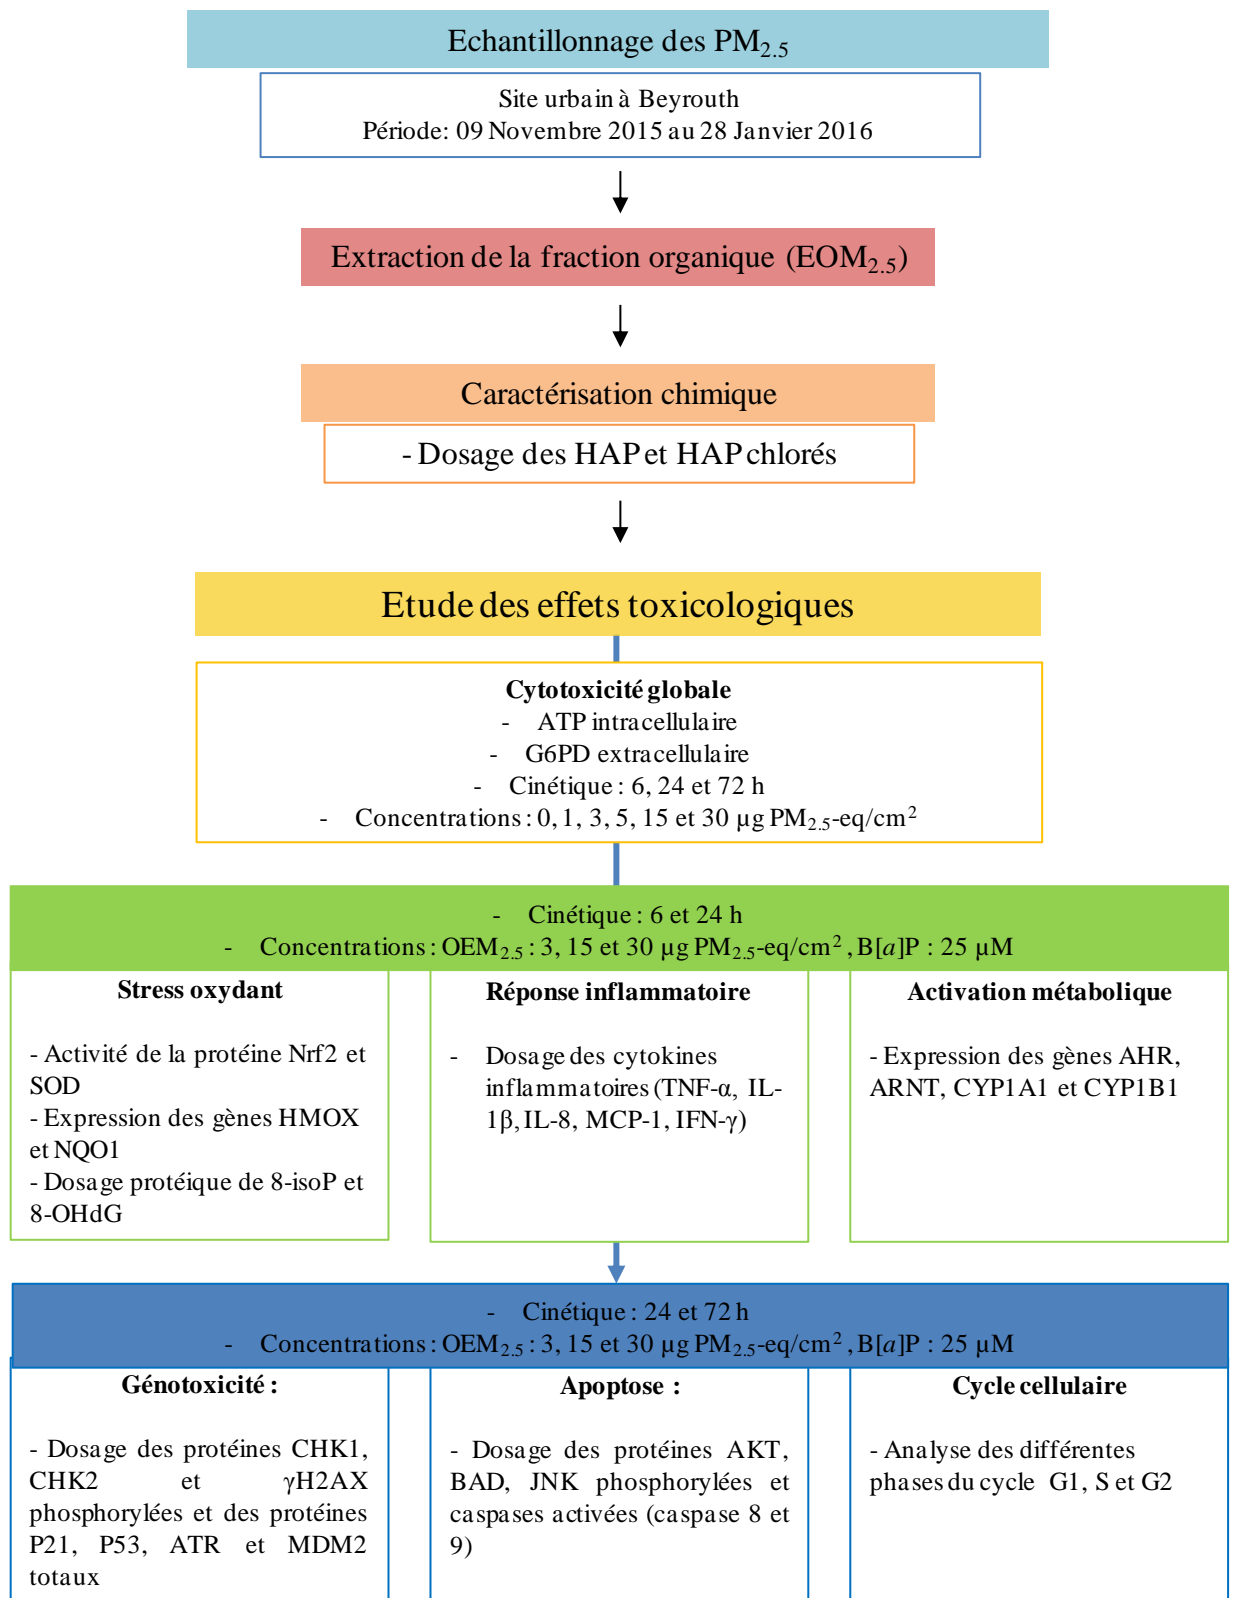 Echantillonnage des PM2.5
Site urbain à Beyrouth
Période: 09 Novembre 2015 au 28 Janvier 2016
Extraction de la fraction organique (EOM2.5)
Caractérisation chimique
- Dosage des HAP et HAP chlorés
Etude des effets toxicologiques
Cytotoxicité globale
- ATP intracellulaire
- G6PD extracellulaire
- Cinétique : 6, 24 et 72 h
- Concentrations : 0, 1, 3, 5, 15 et 30 µg PM2.5-eq/cm²
- Cinétique : 6 et 24 h
- Concentrations : OEM2.5 : 3, 15 et 30 µg PM2.5-eq/cm² , B[a]P : 25 µM
Stress oxydant
- Activité de la protéine Nrf2 et
SOD
- Expression des gènes HMOX
et NQO1
- Dosage protéique de 8-isoP et
8-OHdG
Réponse inflammatoire
- Dosage des cytokines
inflammatoires (TNF-α, IL-
1β, IL-8, MCP-1, IFN-γ)
Activation métabolique
- Expression des gènes AHR,
ARNT, CYP1A1 et CYP1B1
- Cinétique : 24 et 72 h
- Concentrations : OEM2.5 : 3, 15 et 30 µg PM2.5-eq/cm² , B[a]P : 25 µM
Génotoxicité :
- Dosage des protéines CHK1,
CHK2 et γH2AX
phosphorylées et des protéines
P21, P53, ATR et MDM2
totaux
Apoptose :
- Dosage des protéines AKT,
BAD, JNK phosphorylées et
caspases activées (caspase 8 et
9)
Cycle cellulaire
- Analyse des différentes
phases du cycle G1, S et G2